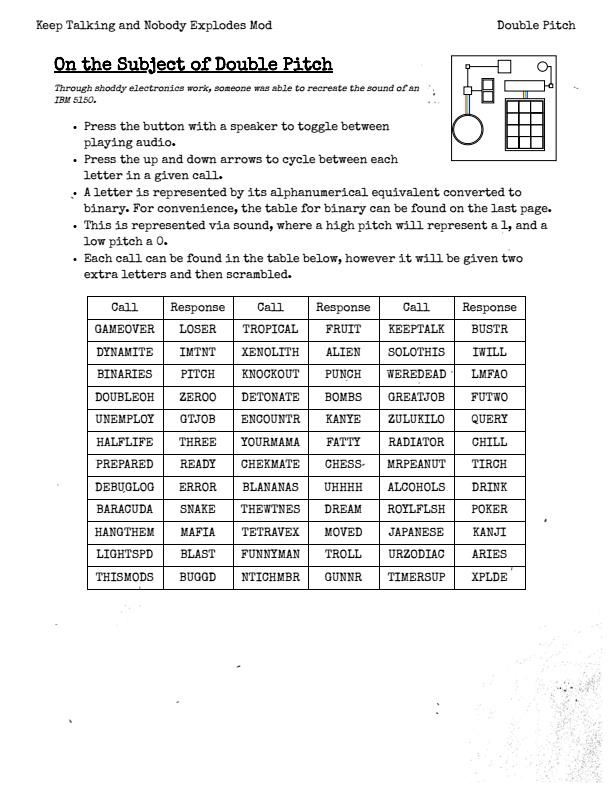 Keep Talking and Nobody Explodes Mod Double Pitch
On the Subject of Double Pitch
Through shoddy electronics work, someone was able to recreate the sound of an
IBM 5150.
• Press the button with a speaker to toggle between
playing audio.
• Press the up and down arrows to cycle between each
letter in a given call.
• A letter is represented by its alphanumerical equivalent converted to
binary. For convenience, the table for binary can be found on the last page.
• This is represented via sound, where a high pitch will represent a 1, and a
low pitch a 0.
• Each call can be found in the table below, however it will be given two
extra letters and then scrambled.
Call Response Call Response Call Response
GAMEOVER LOSER TROPICAL FRUIT KEEPTALK BUSTR
DYNAMITE IMTNT XENOLITH ALIEN SOLOTHIS IWILL
BINARIES PITCH KNOCKOUT PUNCH WEREDEAD LMFAO
DOUBLEOH ZEROO DETONATE BOMBS GREATJOB FUTWO
UNEMPLOY GTJOB ENCOUNTR KANYE ZULUKILO QUERY
HALFLIFE THREE YOURMAMA FATTY RADIATOR CHILL
PREPARED READY CHEKMATE CHESS MRPEANUT TIRCH
DEBUGLOG ERROR BLANANAS UHHHH ALCOHOLS DRINK
BARACUDA SNAKE THEWTNES DREAM ROYLFLSH POKER
HANGTHEM MAFIA TETRAVEX MOVED JAPANESE KANJI
LIGHTSPD BLAST FUNNYMAN TROLL URZODIAC ARIES
THISMODS BUGGD NTICHMBR GUNNR TIMERSUP XPLDE